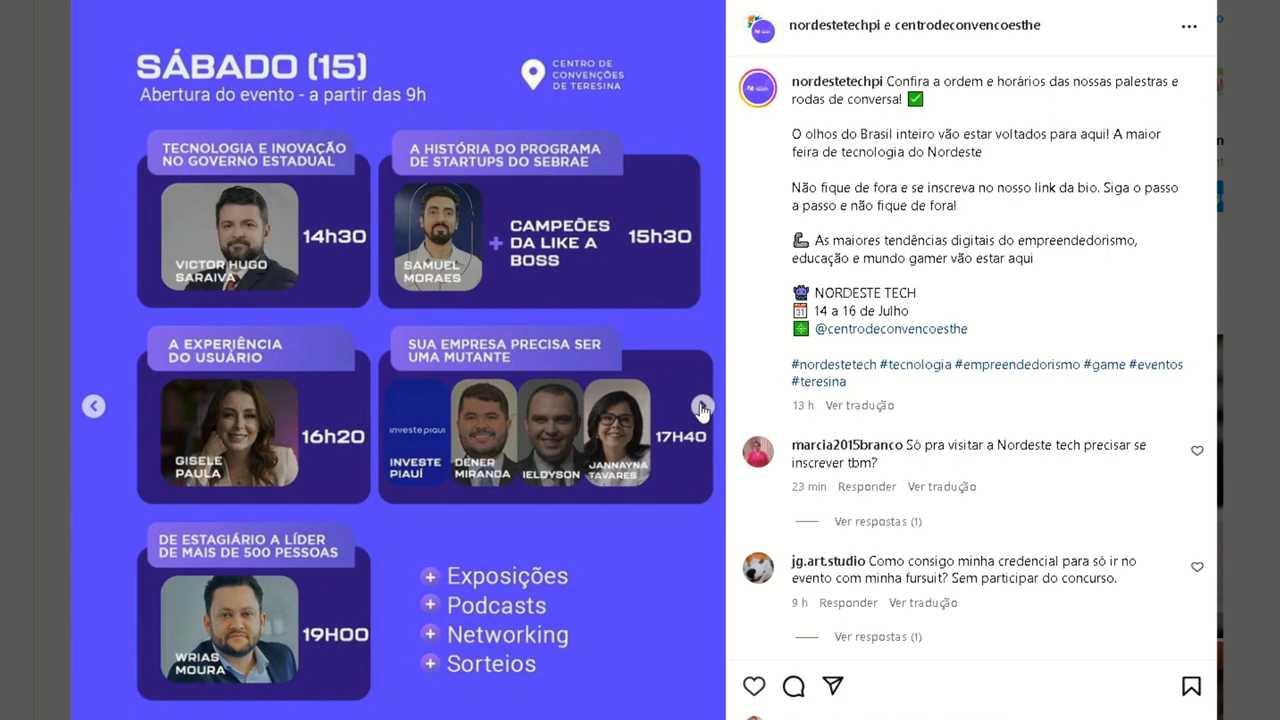 SÁBADO (15)
Abertura do evento - a partir das 9h
CENTRO DE
CONVENÇÕES
DE TERESINA
TECNOLOGIA E INOVAÇÃO
NO GOVERNO ESTADUAL
VICTOR HUGO
SARAIVA
14h30
A HISTÓRIA DO PROGRAMA
DE STARTUPS DO SEBRAE
SAMUEL
MORAES
+ CAMPEÕES
DA LIKE A
BOSS
15h30
A EXPERIÊNCIA
DO USUÁRIO
GISELE
PAULA
16h20
SUA EMPRESA PRECISA SER
UMA MUTANTE
investepiauí
INVESTE
PIAUÍ
DENER
MIRANDA
IELDYSON
JANNAYNA
TAVARES
17H40
DE ESTAGIÁRIO A LÍDER
DE MAIS DE 500 PESSOAS
WRIAS
MOURA
19H00
+ Exposições
+ Podcasts
+ Networking
+ Sorteios
nordestetechpi e centrodeconvencoesthe
nordestetechpi Confira a ordem e horários das nossas palestras e
rodas de conversa! ✅
O olhos do Brasil inteiro vão estar voltados para aqui! A maior
feira de tecnologia do Nordeste
Não fique de fora e se inscreva no nosso link da bio. Siga o passo
a passo e não fique de fora!
🦾 As maiores tendências digitais do empreendedorismo,
educação e mundo gamer vão estar aqui
👾 NORDESTE TECH
📅 14 a 16 de Julho
❇️ @centrodeconvencoesthe
#nordestetech #tecnologia #empreendedorismo #game #eventos
#teresina
13 h Ver tradução
marcia2015branco Só pra visitar a Nordeste tech precisar se
inscrever tbm?
23 min Responder Ver tradução
Ver respostas (1)
jg.art.studio Como consigo minha credencial para só ir no
evento com minha fursuit? Sem participar do concurso.
9 h Responder Ver tradução
Ver respostas (1)